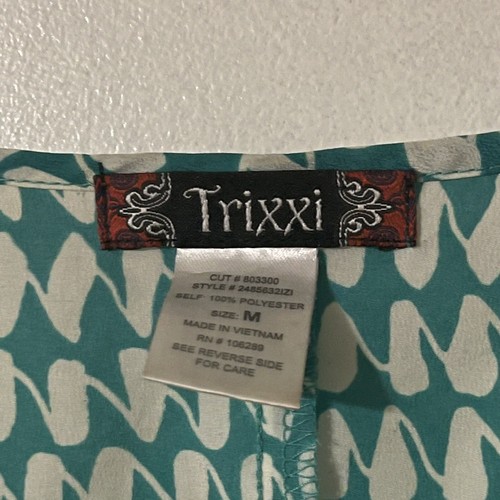 Trixxi
CUT # 803300
STYLE # 2485632IZI
SELF: 100% POLYESTER
SIZE: M
MADE IN VIETNAM
RN # 106289
SEE REVERSE SIDE
FOR CARE